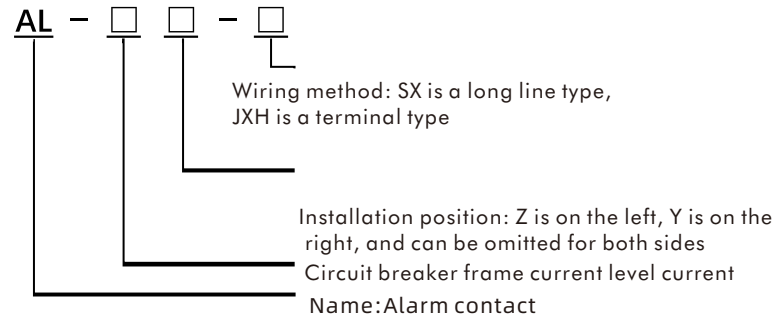 AL - □ □ - □
Wiring method: SX is a long line type,
JXH is a terminal type
Installation position: Z is on the left, Y is on the
right, and can be omitted for both sides
Circuit breaker frame current level current
Name:Alarm contact